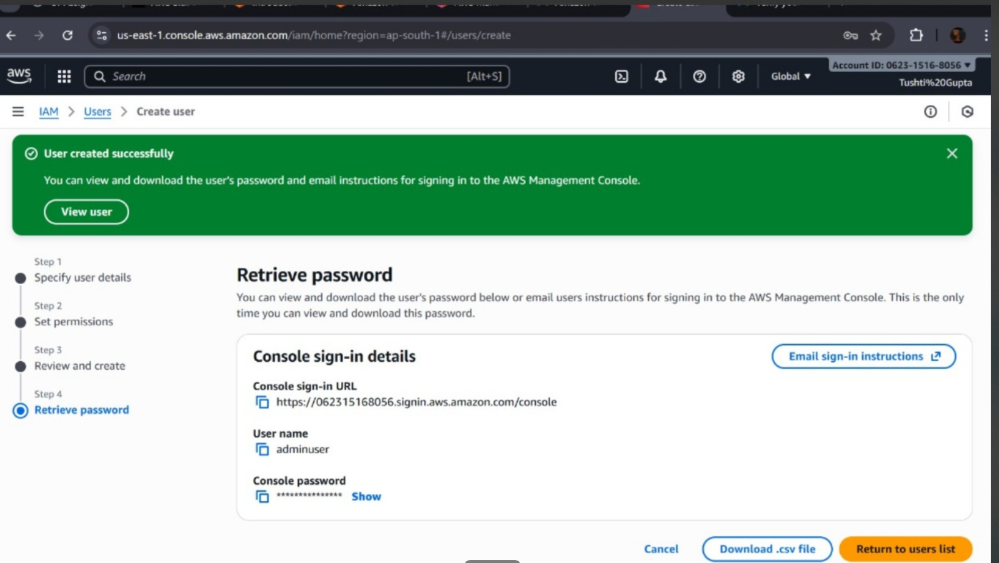 us-east-1.console.aws.amazon.com/iam/home?region=ap-south-1#/users/create
aws
Search
[Alt+S]
Global
Account ID: 0623-1516-8056
Tushti%20Gupta
IAM > Users > Create user
User created successfully
You can view and download the user's password and email instructions for signing in to the AWS Management Console.
View user
Step 1
Specify user details
Step 2
Set permissions
Step 3
Review and create
Step 4
Retrieve password
Retrieve password
You can view and download the user's password below or email users instructions for signing in to the AWS Management Console. This is the only
time you can view and download this password.
Console sign-in details
Email sign-in instructions
Console sign-in URL
https://062315168056.signin.aws.amazon.com/console
User name
adminuser
Console password
*************** Show
Cancel
Download .csv file
Return to users list